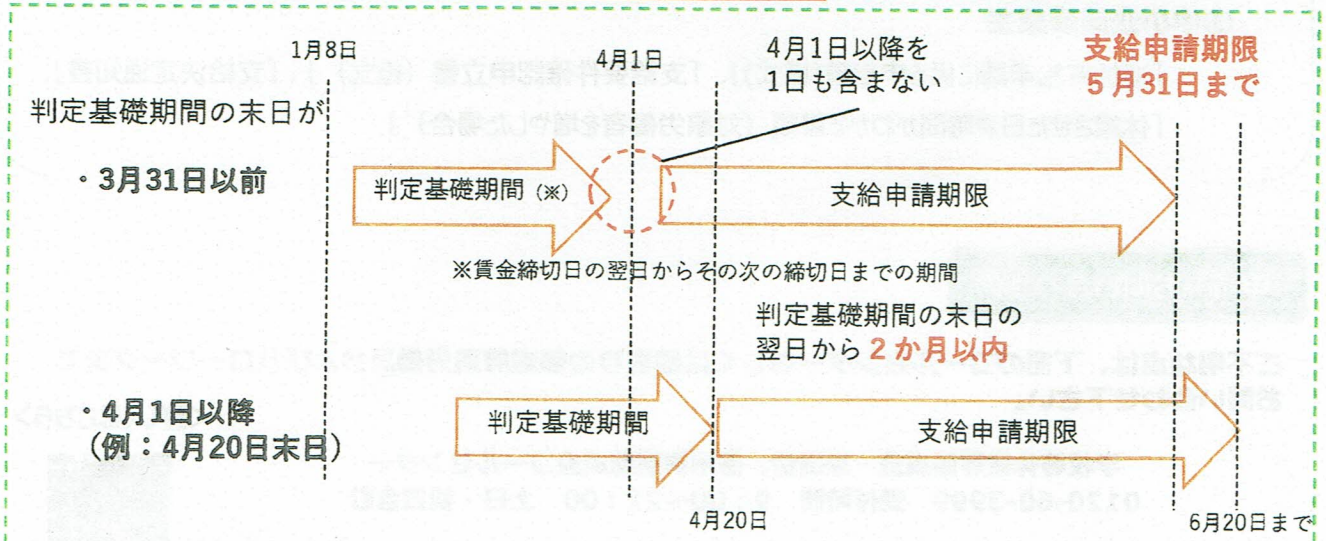 1月8日
4月1日
4月1日以降を
1日も含まない
支給申請期限
5月31日まで
判定基礎期間の末日が
・3月31日以前
判定基礎期間（※）
支給申請期限
※賃金締切日の翌日からその次の締切日までの期間
判定基礎期間の末日の
翌日から２か月以内
・4月1日以降
（例：4月20日末日）
判定基礎期間
支給申請期限
4月20日
6月20日まで